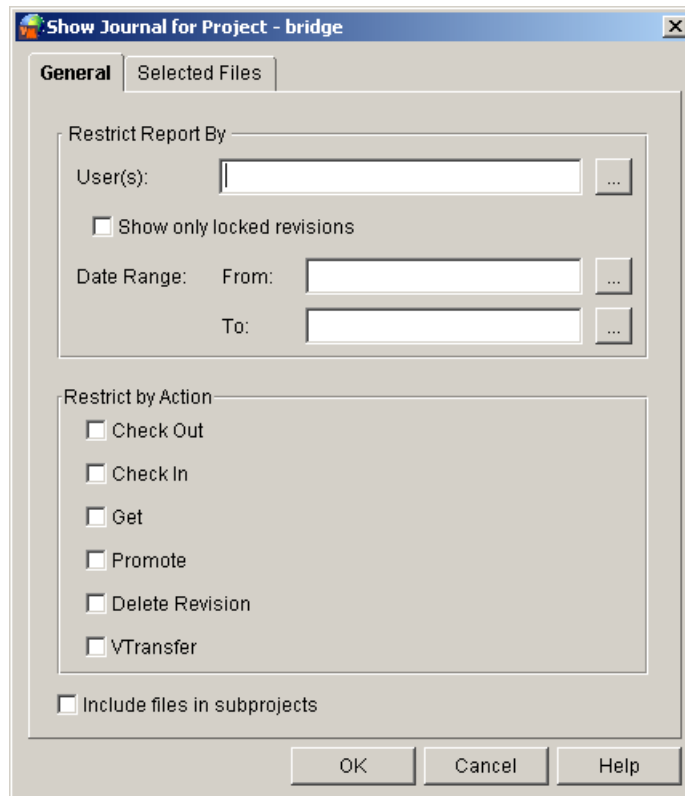 Show Journal for Project - bridge
General Selected Files
Restrict Report By
User(s): ...
Show only locked revisions
Date Range: From: ...
To: ...
Restrict by Action
Check Out
Check In
Get
Promote
Delete Revision
VTransfer
Include files in subprojects
OK Cancel Help